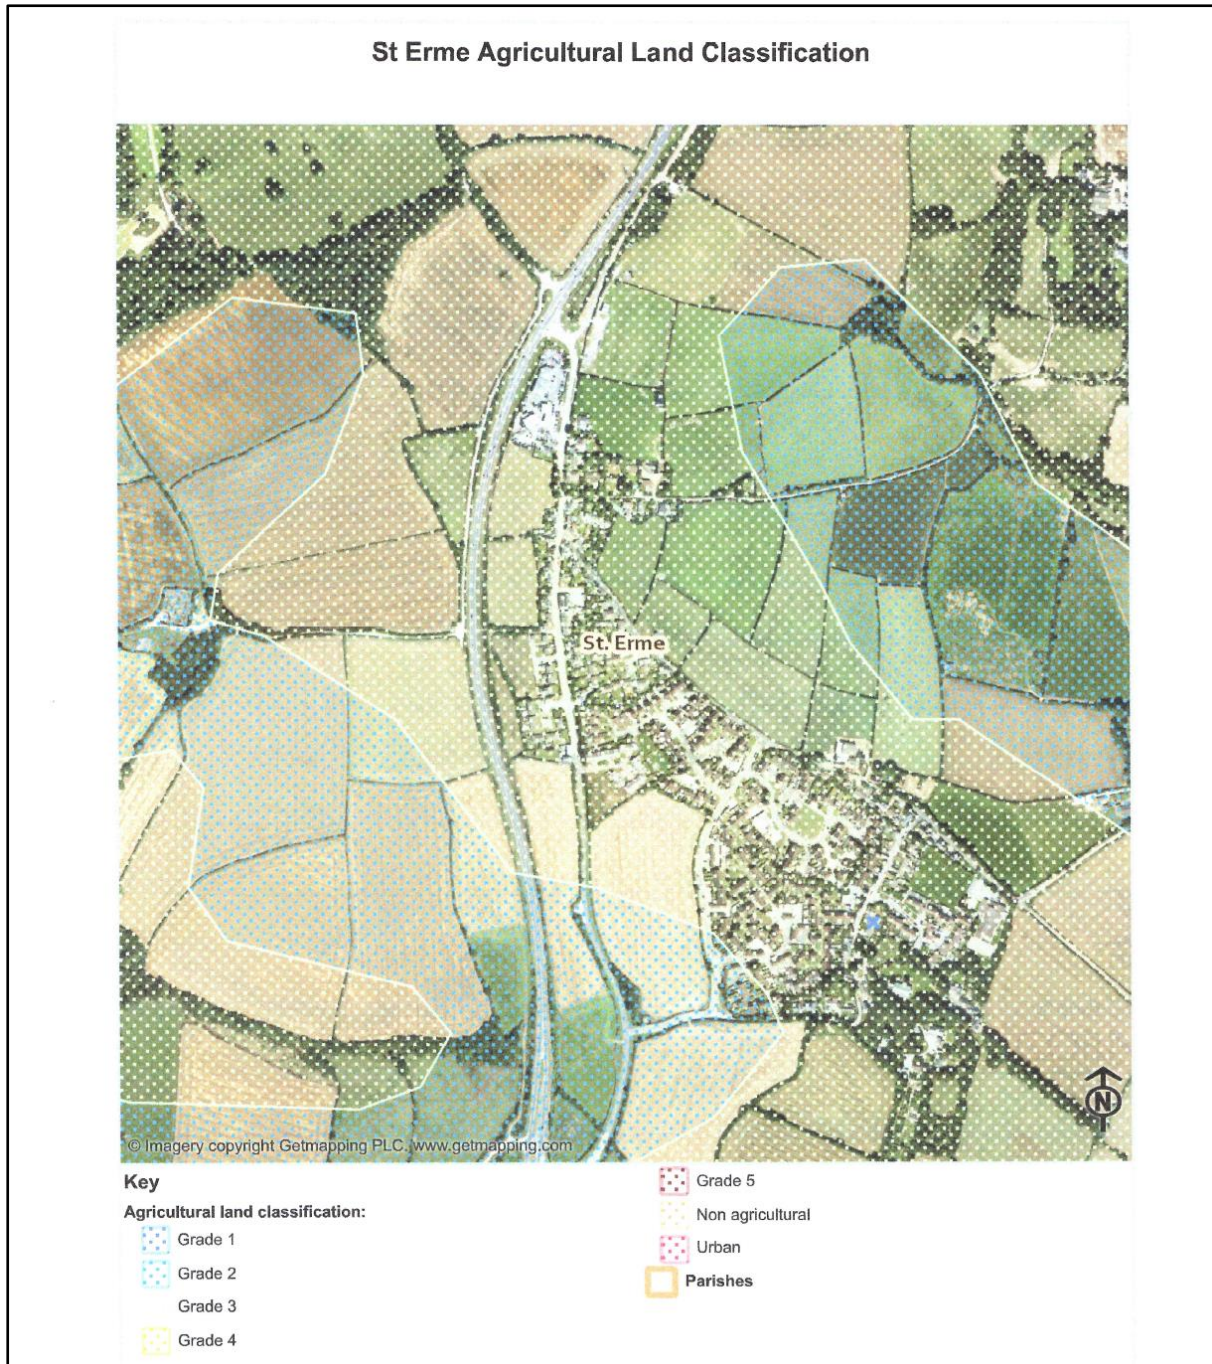 St Erme Agricultural Land Classification
St. Erme
N
© Imagery copyright Getmapping PLC. www.getmapping.com
Key
Agricultural land classification:
Grade 1
Grade 2
Grade 3
Grade 4
Grade 5
Non agricultural
Urban
Parishes